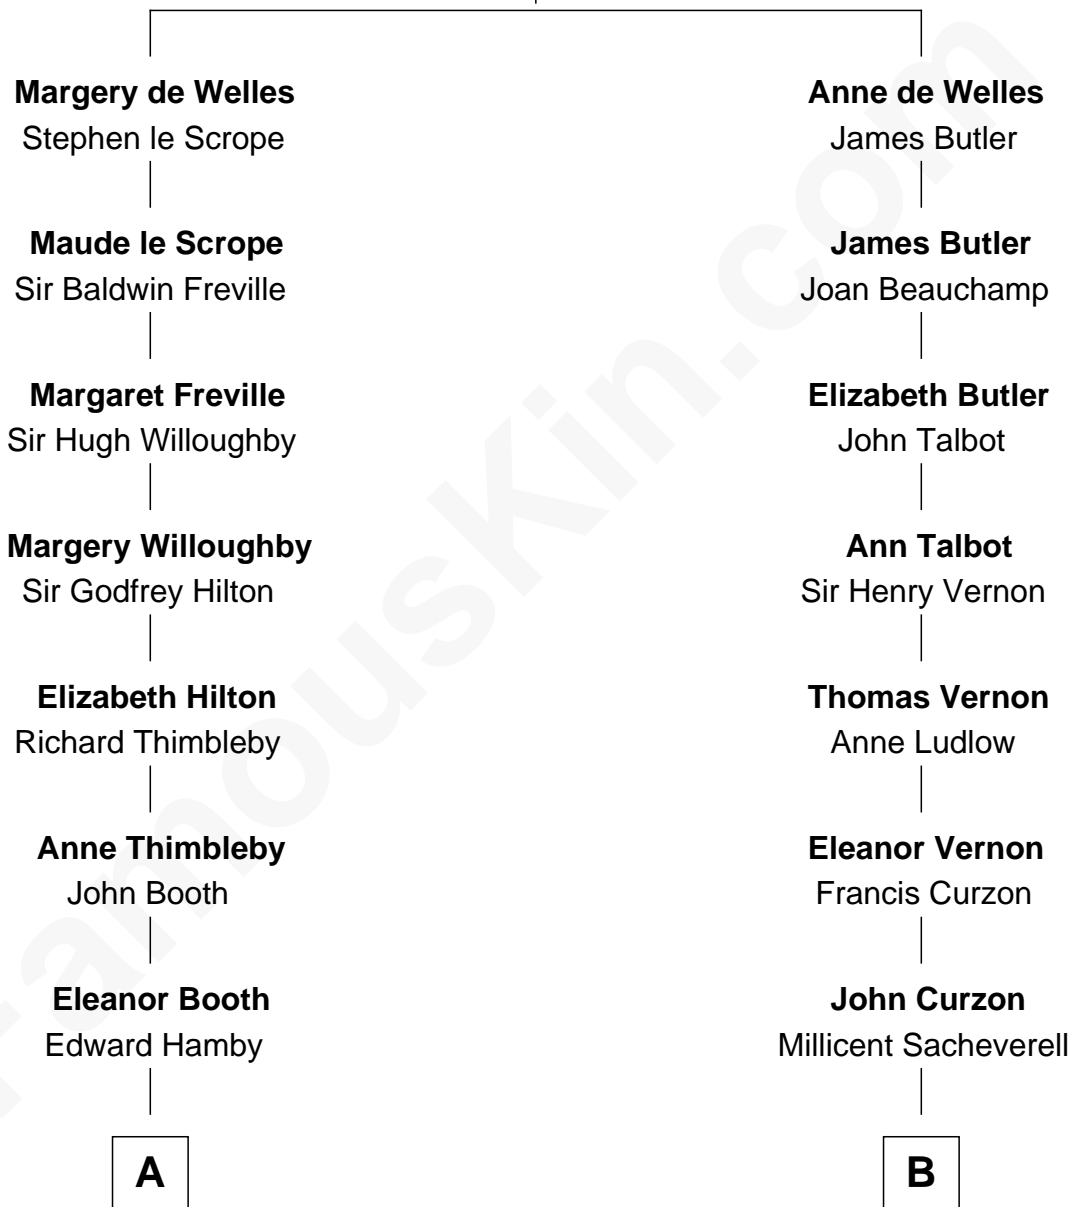 Margery de Welles
Stephen le Scrope
Anne de Welles
James Butler
Maude le Scrope
Sir Baldwin Freville
James Butler
Joan Beauchamp
Margaret Freville
Sir Hugh Willoughby
Elizabeth Butler
John Talbot
Margery Willoughby
Sir Godfrey Hilton
Ann Talbot
Sir Henry Vernon
Elizabeth Hilton
Richard Thimbleby
Thomas Vernon
Anne Ludlow
Anne Thimbleby
John Booth
Eleanor Vernon
Francis Curzon
Eleanor Booth
Edward Hamby
John Curzon
Millicent Sacheverell
A
B
FamousKin.com